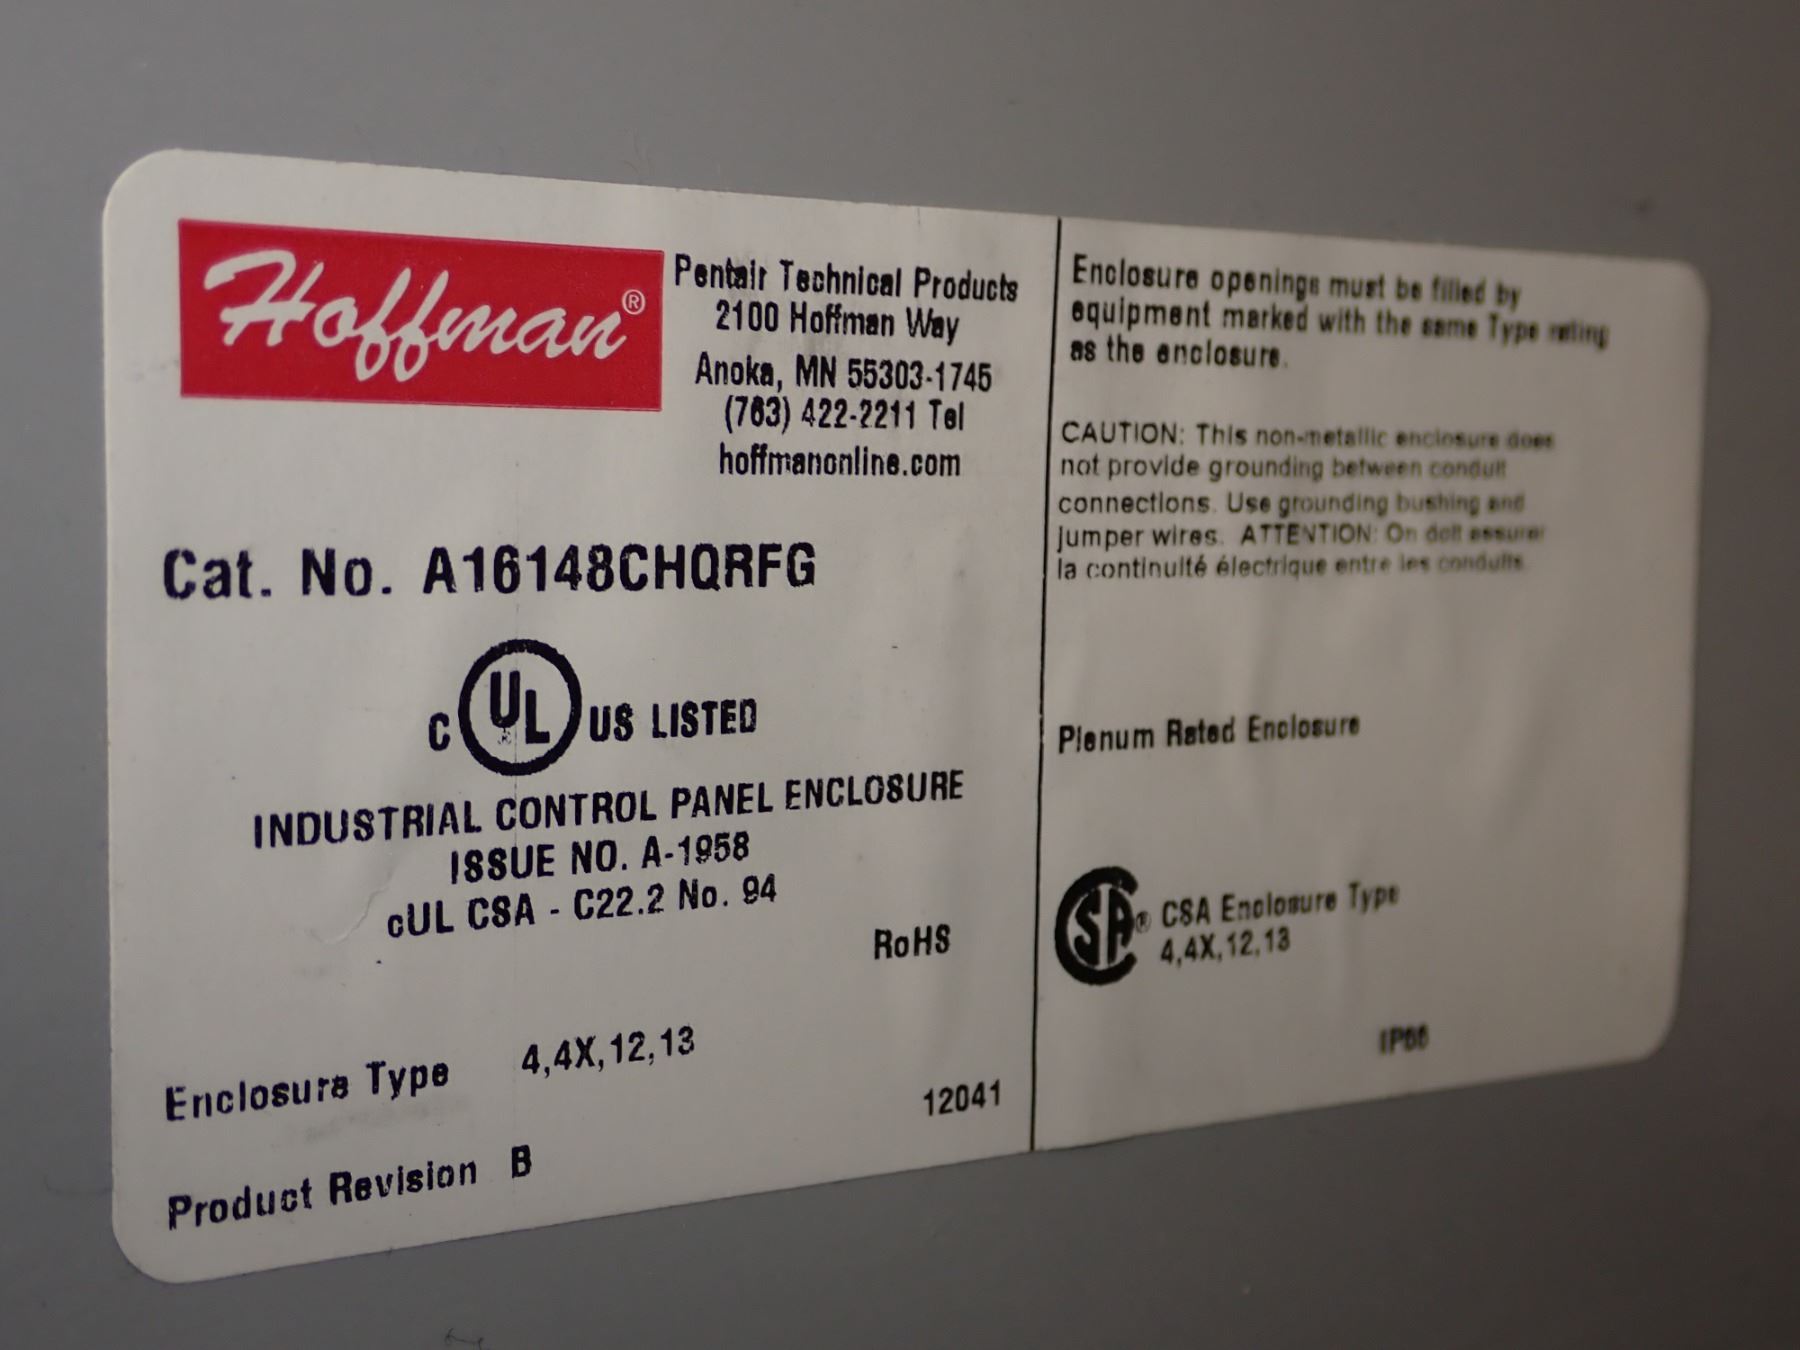 Hoffman®
Pentair Technical Products
2100 Hoffman Way
Anoka, MN 55303-1745
(763) 422-2211 Tel
hoffmanonline.com
Cat. No. A16148CHQRFG
c UL® US LISTED
INDUSTRIAL CONTROL PANEL ENCLOSURE
ISSUE NO. A-1958
cUL CSA - C22.2 No. 94
RoHS
Enclosure Type 4,4X,12,13
12041
Product Revision B
Enclosure openings must be filled by
equipment marked with the same Type rating
as the enclosure.
CAUTION: This non-metallic enclosure does
not provide grounding between conduit
connections. Use grounding bushing and
jumper wires. ATTENTION: On doit assurer
la continuité électrique entre les conduits.
Plenum Rated Enclosure
CSA® CSA Enclosure Type
4,4X,12,13
IP66